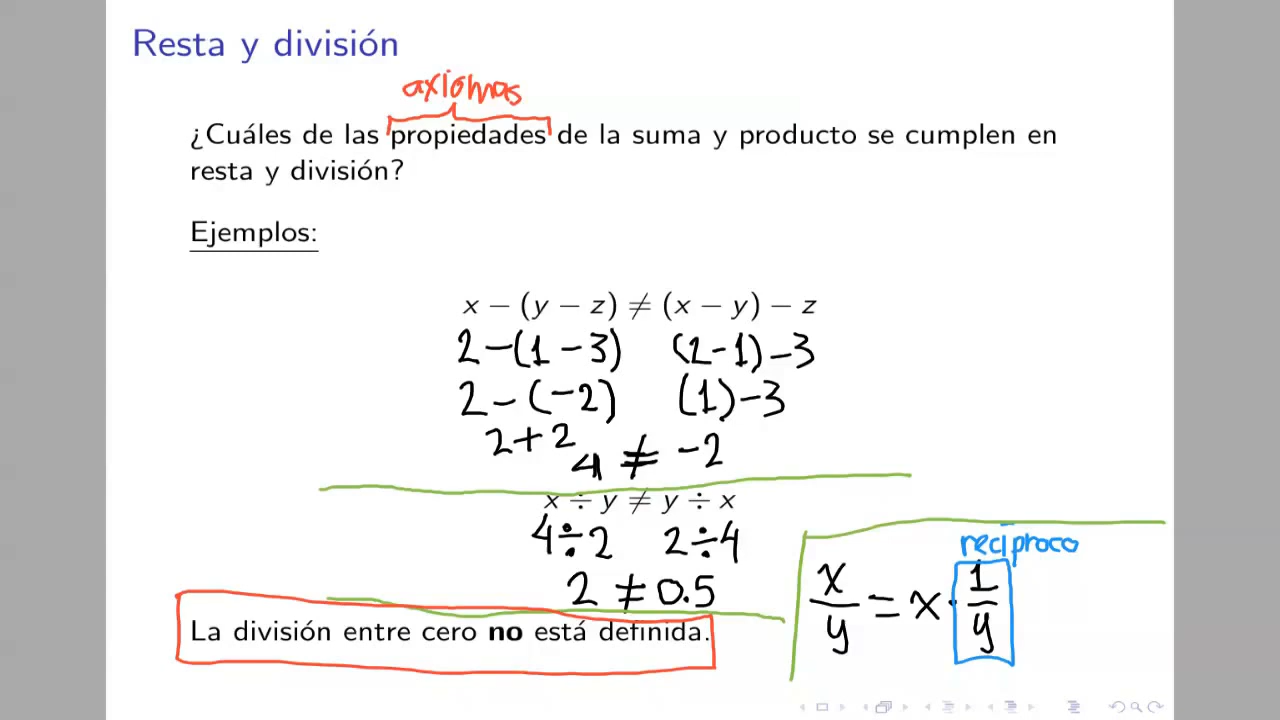 Resta y división
axiomas
¿Cuáles de las propiedades de la suma y producto se cumplen en
resta y división?
Ejemplos:
x − (y − z) ≠ (x − y) − z
2 − (1 − 3) (2 - 1) - 3
2 − (−2) (1) - 3
2 + 2
4 ≠ -2
x ÷ y ≠ y ÷ x
4 ÷ 2 2 ÷ 4
2 ≠ 0.5
La división entre cero no está definida.
recíproco
x/y = x · 1/y